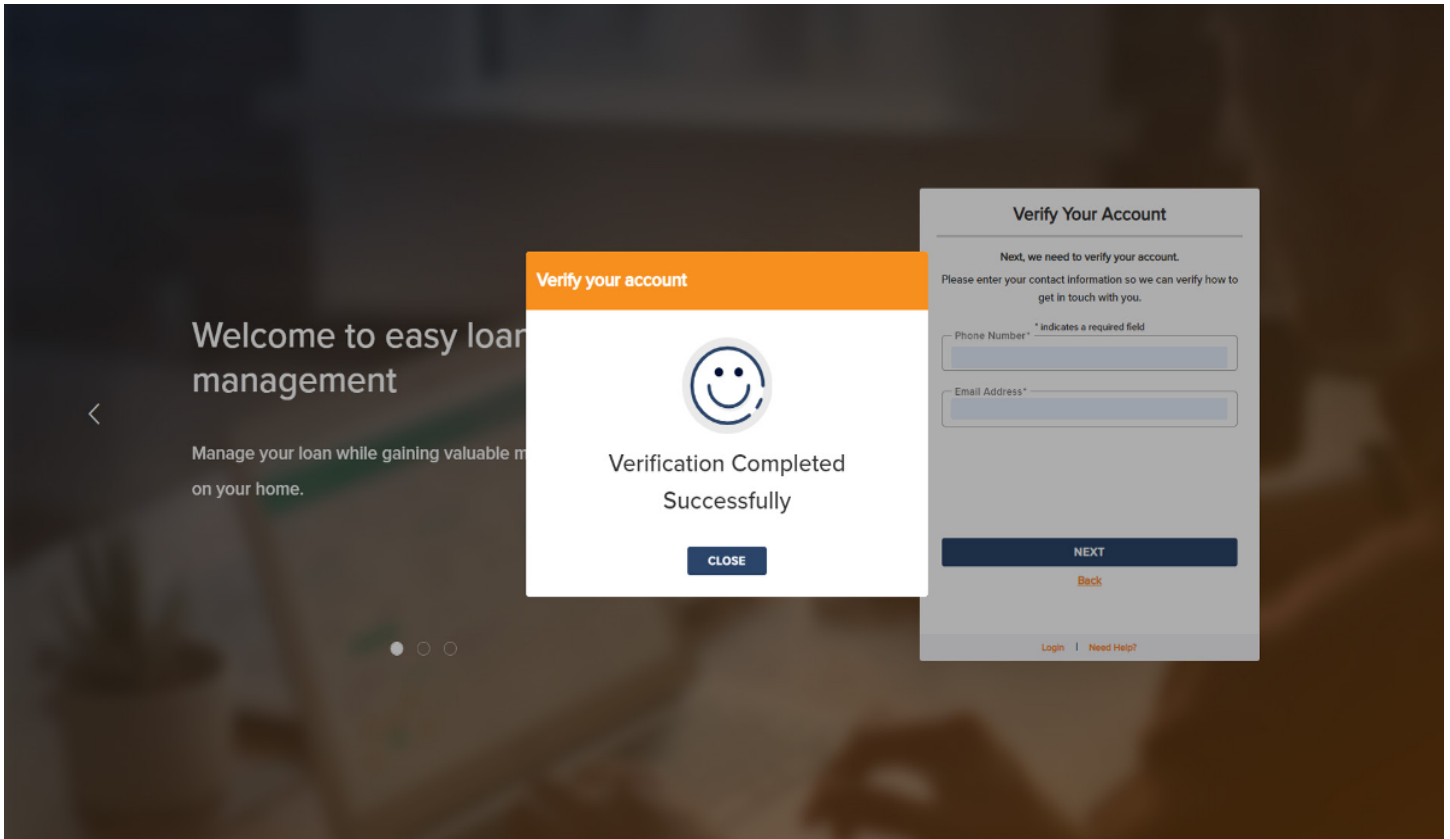 Welcome to easy loan
management
Manage your loan while gaining valuable m
on your home.
Verify your account
Verification Completed
Successfully
CLOSE
Verify Your Account
Next, we need to verify your account.
Please enter your contact information so we can verify how to
get in touch with you.
* indicates a required field
Phone Number*
Email Address*
NEXT
Back
Login | Need Help?